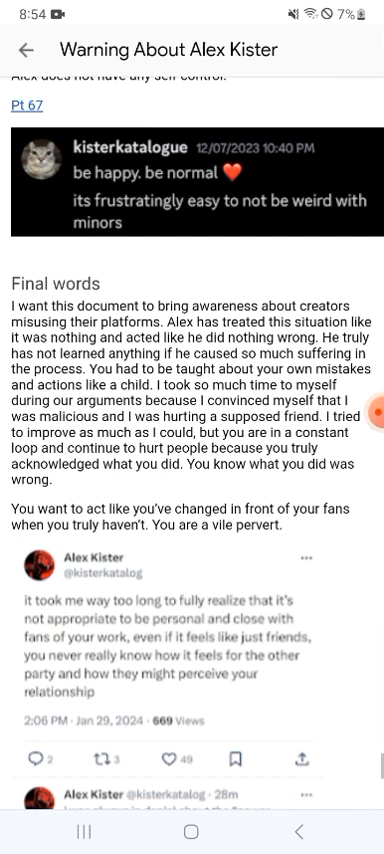 8:54
7%
Warning About Alex Kister
Alex does not have any self control.
Pt 67
kisterkatalogue 12/07/2023 10:40 PM
be happy. be normal ❤️
its frustratingly easy to not be weird with
minors
Final words
I want this document to bring awareness about creators
misusing their platforms. Alex has treated this situation like
it was nothing and acted like he did nothing wrong. He truly
has not learned anything if he caused so much suffering in
the process. You had to be taught about your own mistakes
and actions like a child. I took so much time to myself
during our arguments because I convinced myself that I
was malicious and I was hurting a supposed friend. I tried
to improve as much as I could, but you are in a constant
loop and continue to hurt people because you truly
acknowledged what you did. You know what you did was
wrong.
You want to act like you've changed in front of your fans
when you truly haven't. You are a vile pervert.
Alex Kister
@kisterkatalog
it took me way too long to fully realize that it's
not appropriate to be personal and close with
fans of your work, even if it feels like just friends,
you never really know how it feels for the other
party and how they might perceive your
relationship
2:06 PM · Jan 29, 2024 · 669 Views
2 3 49
Alex Kister @kisterkatalog · 28m